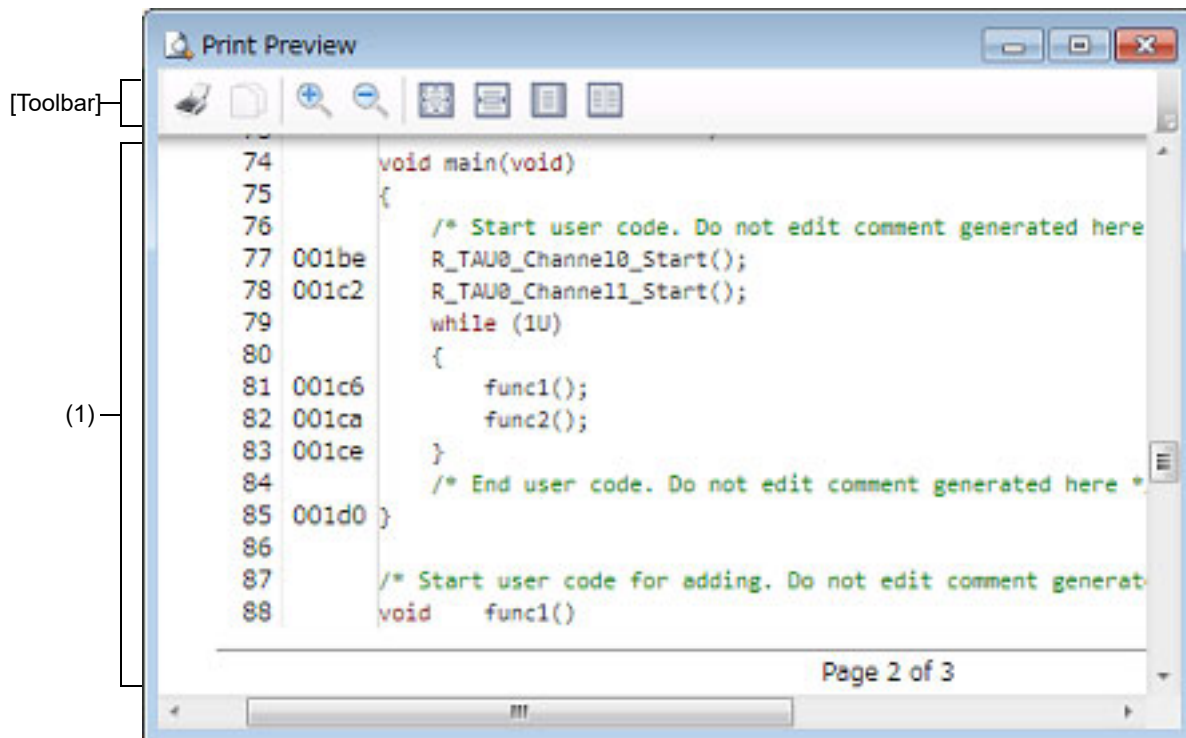 Print Preview
[Toolbar]
74 void main(void)
75 {
76 /* Start user code. Do not edit comment generated here
77 001be R_TAU0_Channel0_Start();
78 001c2 R_TAU0_Channel1_Start();
79 while (1U)
80 {
81 001c6 func1();
(1)
82 001ca func2();
83 001ce }
84 /* End user code. Do not edit comment generated here *
85 001d0 }
86
87 /* Start user code for adding. Do not edit comment generat
88 void func1()
Page 2 of 3